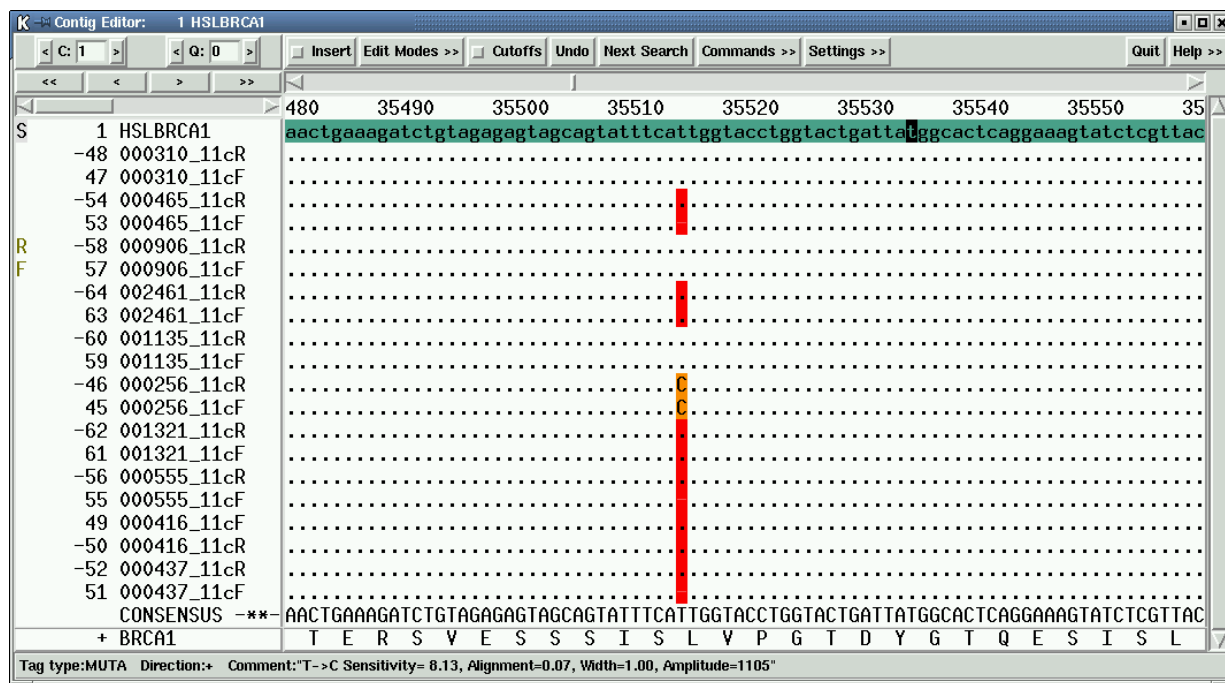 Contig Editor: 1 HSLBRCA1
< C: 1 > < Q: 0 > Insert Edit Modes >> Cutoffs Undo Next Search Commands >> Settings >> Quit Help >>
<< < > >>
480 35490 35500 35510 35520 35530 35540 35550 35
S 1 HSLBRCA1 aactgaaagatctgtagagagtagcagtatttcattggtacctggtactgattatggcactcaggaaagtatctcgttac
-48 000310_11cR ................................................................................
47 000310_11cF ................................................................................
-54 000465_11cR ................................................................................
53 000465_11cF ................................................................................
R -58 000906_11cR ................................................................................
F 57 000906_11cF ................................................................................
-64 002461_11cR ................................................................................
63 002461_11cF ................................................................................
-60 001135_11cR ................................................................................
59 001135_11cF ................................................................................
-46 000256_11cR ..................................C.............................................
45 000256_11cF ..................................C.............................................
-62 001321_11cR ................................................................................
61 001321_11cF ................................................................................
-56 000555_11cR ................................................................................
55 000555_11cF ................................................................................
49 000416_11cF ................................................................................
-50 000416_11cR ................................................................................
-52 000437_11cR ................................................................................
51 000437_11cF ................................................................................
CONSENSUS -**- AACTGAAAGATCTGTAGAGAGTAGCAGTATTTCATTGGTACCTGGTACTGATTATGGCACTCAGGAAAGTATCTCGTTAC
+ BRCA1 T E R S V E S S S I S L V P G T D Y G T Q E S I S L
Tag type:MUTA Direction:+ Comment:"T->C Sensitivity= 8.13, Alignment=0.07, Width=1.00, Amplitude=1105"